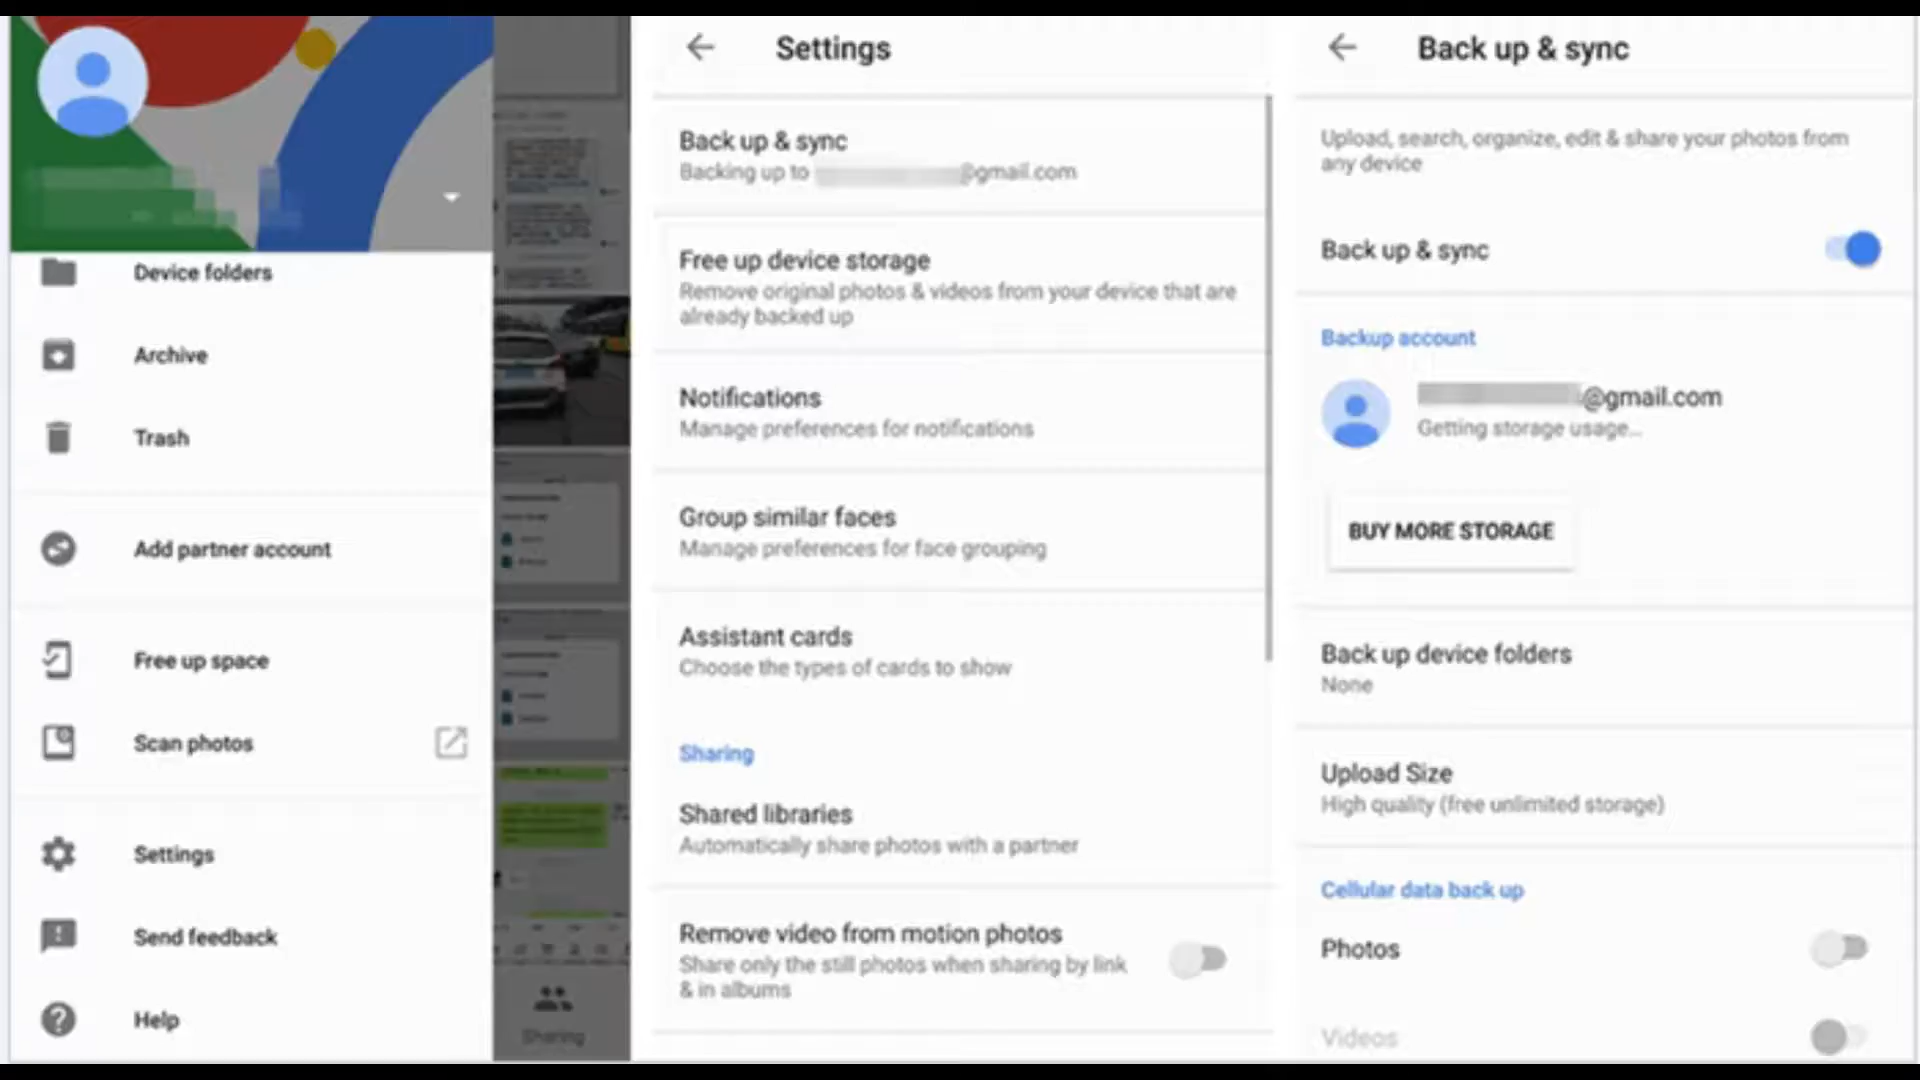 Device folders
Archive
Trash
Add partner account
Free up space
Scan photos
Settings
Send feedback
Help
Sharing
Settings
Back up & sync
Backing up to @gmail.com
Free up device storage
Remove original photos & videos from your device that are
already backed up
Notifications
Manage preferences for notifications
Group similar faces
Manage preferences for face grouping
Assistant cards
Choose the types of cards to show
Sharing
Shared libraries
Automatically share photos with a partner
Remove video from motion photos
Share only the still photos when sharing by link
& in albums
Back up & sync
Upload, search, organize, edit & share your photos from
any device
Back up & sync
Backup account
@gmail.com
Getting storage usage...
BUY MORE STORAGE
Back up device folders
None
Upload Size
High quality (free unlimited storage)
Cellular data back up
Photos
Videos